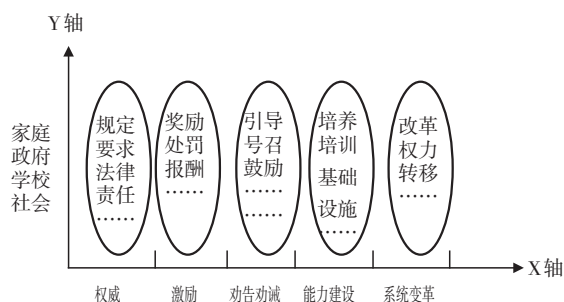 Y轴
家庭
政府
学校
社会
规定
要求
法律
责任
……
奖励
处罚
报酬
……
引导
号召
鼓励
……
……
培养
培训
基础
设施
……
改革
权力
转移
……
X轴
权威
激励
劝告劝诫
能力建设
系统变革